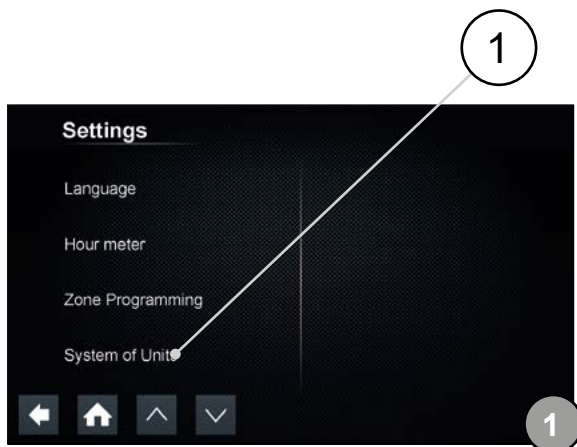 1
Settings
Language
Hour meter
Zone Programming
System of Units
1